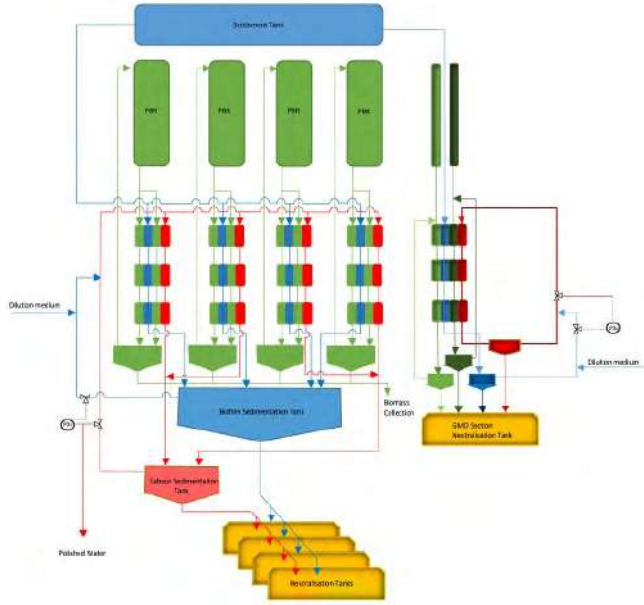 Settlement Tank
PBR
PBR
PBR
PBR
Dilution medium
Dilution medium
Biomass
Collection
Biofilm Sedimentation Tank
GMO Section
Neutralisation Tank
Labour Sedimentation
Tank
Polished Water
Neutralisation Tanks